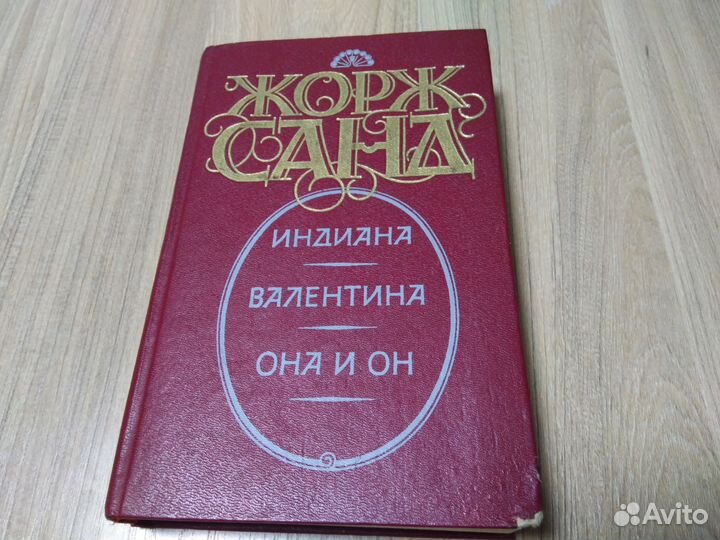 ЖОРЖ
САНД
ИНДИАНА
ВАЛЕНТИНА
ОНА И ОН
Avito